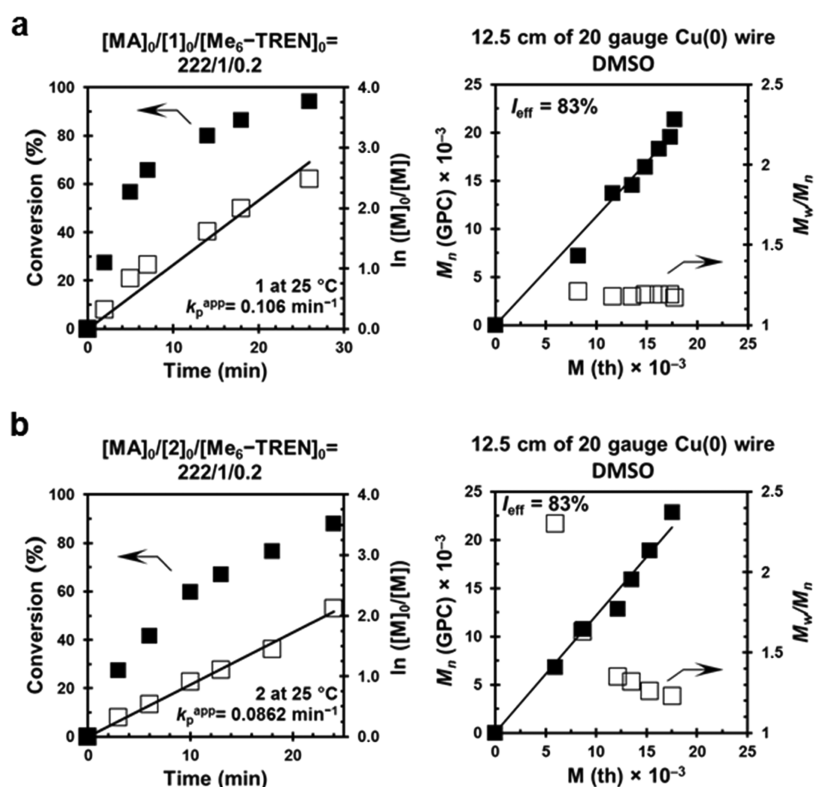 a
[MA]₀/[1]₀/[Me₆−TREN]₀=
222/1/0.2
100
80
60
40
20
0
Conversion (%)
4.0
3.0
2.0
1.0
0.0
ln ([M]₀/[M])
1 at 25 °C
kₚᵃᵖᵖ= 0.106 min⁻¹
0
10
20
30
Time (min)
12.5 cm of 20 gauge Cu(0) wire
DMSO
25
20
15
10
5
0
Mₙ (GPC) × 10⁻³
2.5
2
1.5
1
M_w/Mₙ
I_eff = 83%
0
5
10
15
20
25
M (th) × 10⁻³
b
[MA]₀/[2]₀/[Me₆−TREN]₀=
222/1/0.2
100
80
60
40
20
0
Conversion (%)
4.0
3.0
2.0
1.0
0.0
ln ([M]₀/[M])
2 at 25 °C
kₚᵃᵖᵖ= 0.0862 min⁻¹
0
10
20
Time (min)
12.5 cm of 20 gauge Cu(0) wire
DMSO
25
20
15
10
5
0
Mₙ (GPC) × 10⁻³
2.5
2
1.5
1
M_w/Mₙ
I_eff = 83%
0
5
10
15
20
25
M (th) × 10⁻³